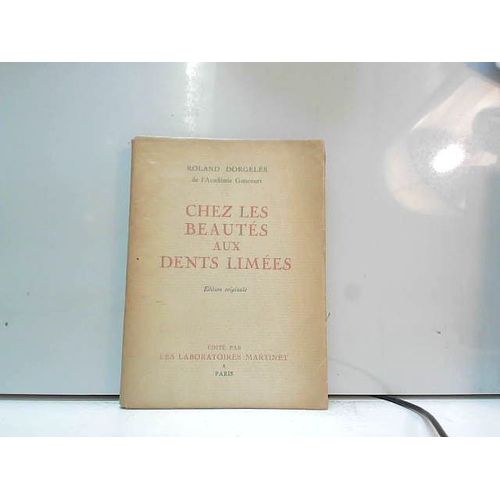 ROLAND DORGELÈS
de l'Académie Goncourt
CHEZ LES
BEAUTÉS
AUX
DENTS LIMÉES
Édition originale
ÉDITÉ PAR
LES LABORATOIRES MARTINET
A
PARIS